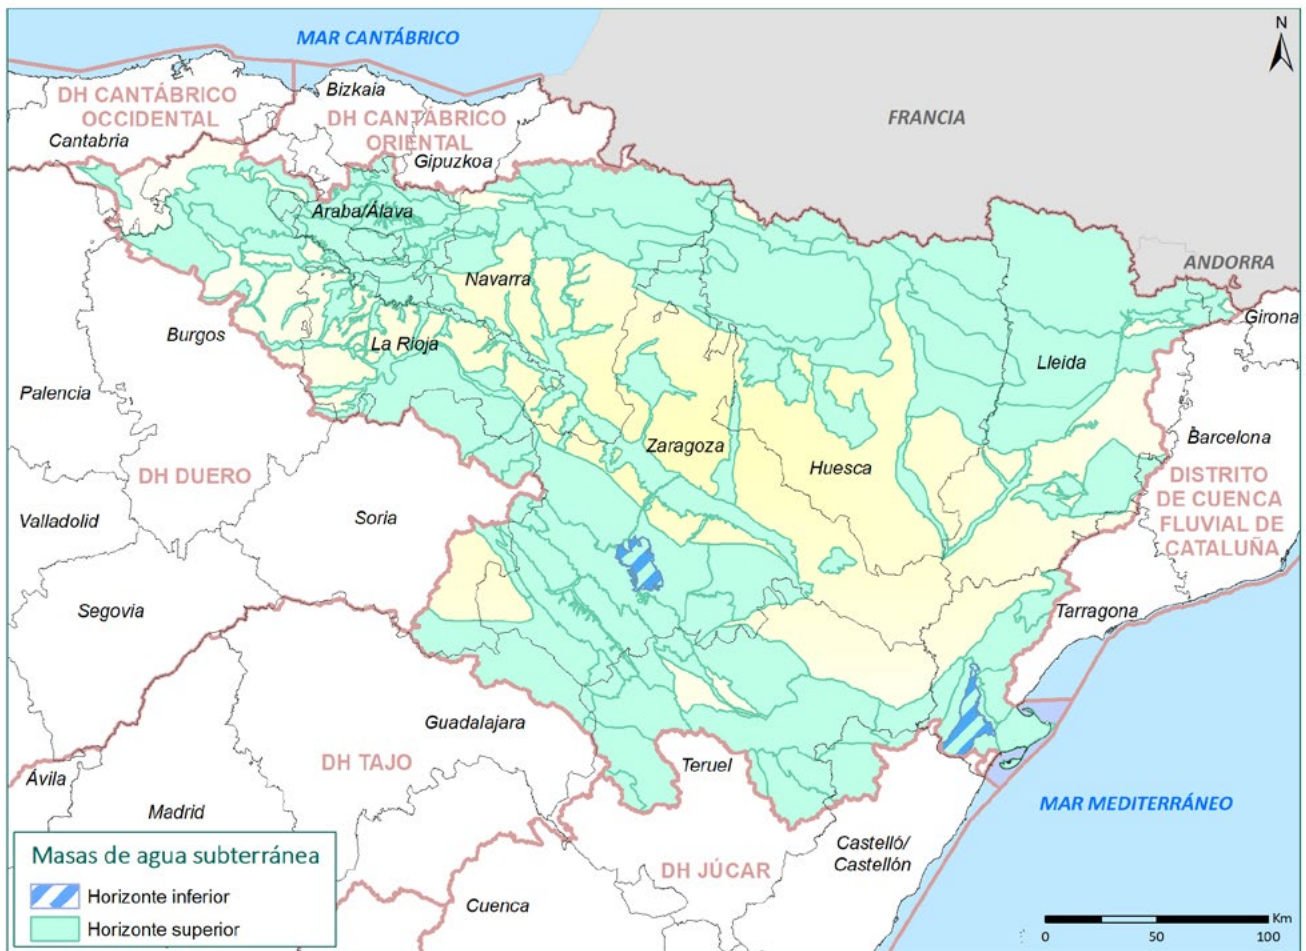 MAR CANTÁBRICO
N
DH CANTÁBRICO
OCCIDENTAL
Bizkaia
DH CANTÁBRICO
ORIENTAL
FRANCIA
Cantabria
Gipuzkoa
Araba/Álava
ANDORRA
Navarra
Girona
Burgos
La Rioja
Lleida
Palencia
Zaragoza
Barcelona
Huesca
DH DUERO
DISTRITO
DE CUENCA
FLUVIAL DE
CATALUÑA
Valladolid
Soria
Segovia
Tarragona
Guadalajara
DH TAJO
Teruel
Ávila
Madrid
MAR MEDITERRÁNEO
Castelló/
Castellón
DH JÚCAR
Cuenca
Masas de agua subterránea
Horizonte inferior
Horizonte superior
Km
0 50 100